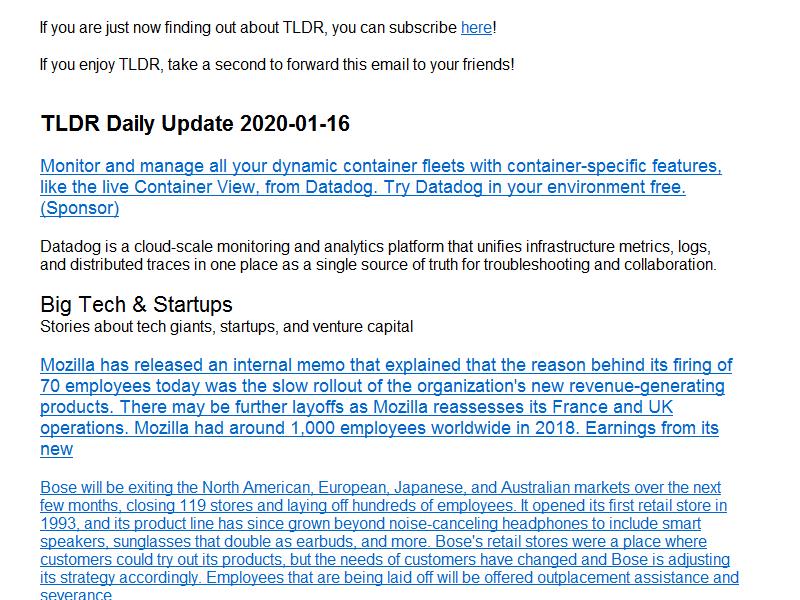 If you are just now finding out about TLDR, you can subscribe here!
If you enjoy TLDR, take a second to forward this email to your friends!
TLDR Daily Update 2020-01-16
Monitor and manage all your dynamic container fleets with container-specific features,
like the live Container View, from Datadog. Try Datadog in your environment free.
(Sponsor)
Datadog is a cloud-scale monitoring and analytics platform that unifies infrastructure metrics, logs,
and distributed traces in one place as a single source of truth for troubleshooting and collaboration.
Big Tech & Startups
Stories about tech giants, startups, and venture capital
Mozilla has released an internal memo that explained that the reason behind its firing of
70 employees today was the slow rollout of the organization's new revenue-generating
products. There may be further layoffs as Mozilla reassesses its France and UK
operations. Mozilla had around 1,000 employees worldwide in 2018. Earnings from its
new
Bose will be exiting the North American, European, Japanese, and Australian markets over the next
few months, closing 119 stores and laying off hundreds of employees. It opened its first retail store in
1993, and its product line has since grown beyond noise-canceling headphones to include smart
speakers, sunglasses that double as earbuds, and more. Bose's retail stores were a place where
customers could try out its products, but the needs of customers have changed and Bose is adjusting
its strategy accordingly. Employees that are being laid off will be offered outplacement assistance and
severance